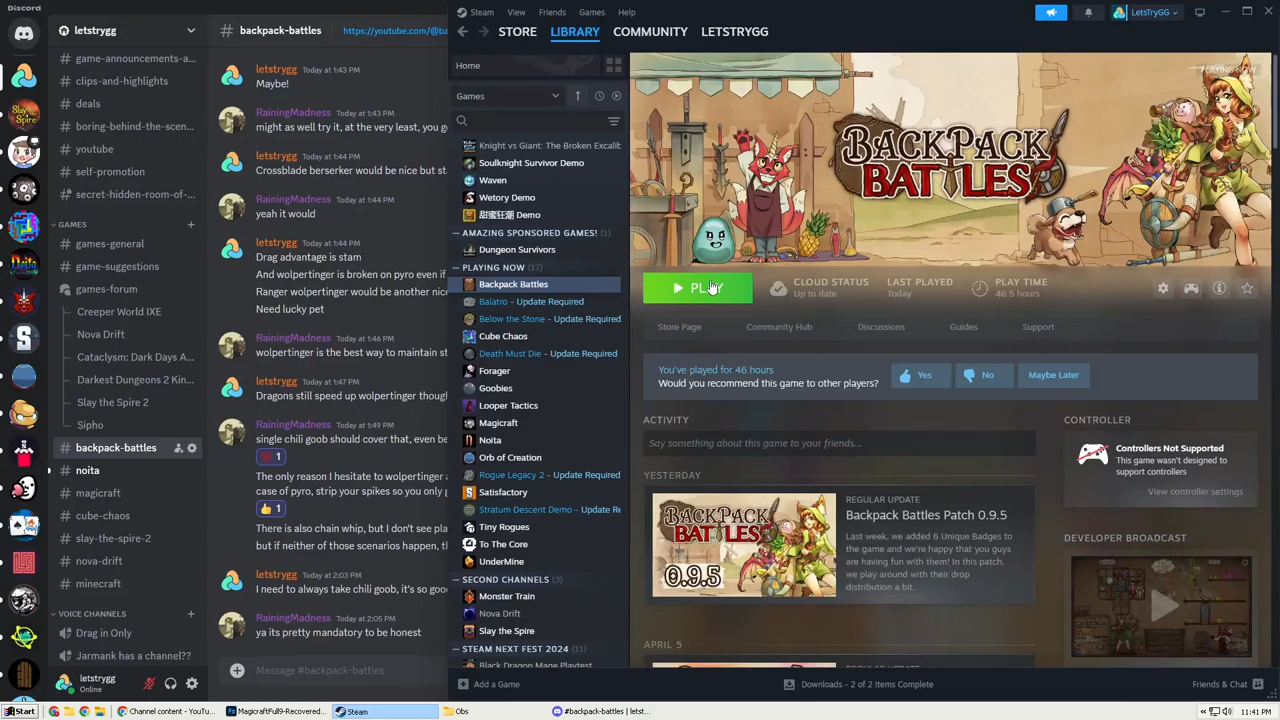 Discord
letstrygg
# game-announcements-a...
# clips-and-highlights
# deals
# boring-behind-the-scen...
# youtube
# self-promotion
# secret-hidden-room-of-...
GAMES
# games-general
# game-suggestions
games-forum
Creeper World IXE
Nova Drift
Cataclysm: Dark Days A...
Darkest Dungeons 2 Kin...
Slay the Spire 2
Sipho
# backpack-battles
# noita
# magicraft
# cube-chaos
# slay-the-spire-2
# nova-drift
# minecraft
VOICE CHANNELS
Drag in Only
Jarmank has a channel??
letstrygg
Online
# backpack-battles
https://youtube.com/@ba
letstrygg Today at 1:43 PM
Maybe!
RainingMadness Today at 1:43 PM
might as well try it, at the very least, you g
letstrygg Today at 1:44 PM
Crossblade berserker would be nice but st
RainingMadness Today at 1:44 PM
yeah it would
letstrygg Today at 1:44 PM
Drag advantage is stam
And wolpertinger is broken on pyro even if
Ranger wolpertinger would be nice even
Need lucky pet
RainingMadness Today at 1:46 PM
wolpertinger is the best way to maintain st
letstrygg Today at 1:47 PM
Dragons still speed up wolpertinger though
RainingMadness Today at 1:49 PM
single chili goob should cover that, even be
1
The only reason I hesitate to wolpertinger a
case of pyro, strip your spikes so you only g
1
There is also chain whip, but I don't see pla
but if neither of those scenarios happen, th
letstrygg Today at 2:03 PM
I need to always take chili goob, it's so good
RainingMadness Today at 2:05 PM
ya its pretty mandatory to be honest
Message #backpack-battles
Steam View Friends Games Help
LetsTryGG
STORE LIBRARY COMMUNITY LETSTRYGG
Home
Games
Knight vs Giant: The Broken Excalib
Soulknight Survivor Demo
Waven
Wetory Demo
甜蜜狂潮 Demo
AMAZING SPONSORED GAMES! (1)
Dungeon Survivors
PLAYING NOW (17)
Backpack Battles
Balatro - Update Required
Below the Stone - Update Required
Cube Chaos
Death Must Die - Update Required
Forager
Goobies
Looper Tactics
Magicraft
Noita
Orb of Creation
Rogue Legacy 2 - Update Required
Satisfactory
Stratum Descent Demo - Update Re
Tiny Rogues
To The Core
UnderMine
SECOND CHANNELS (3)
Monster Train
Nova Drift
Slay the Spire
STEAM NEXT FEST 2024 (11)
Black Dragon Mage Playtest
Add a Game
PLAYING NOW
BACKPACK
BATTLES
PLAY
CLOUD STATUS
Up to date
LAST PLAYED
Today
PLAY TIME
46.5 hours
Store Page Community Hub Discussions Guides Support
You've played for 46 hours
Would you recommend this game to other players?
Yes No Maybe Later
ACTIVITY
Say something about this game to your friends...
YESTERDAY
BACKPACK
BATTLES
0.9.5
REGULAR UPDATE
Backpack Battles Patch 0.9.5
Last week, we added 6 Unique Badges to
the game and we're happy that you guys
are having fun with them! In this patch,
we play around with their drop
distribution a bit.
APRIL 5
CONTROLLER
Controllers Not Supported
This game wasn't designed to
support controllers
View controller settings
DEVELOPER BROADCAST
Downloads - 2 of 2 Items Complete
Friends & Chat
Start
Channel content - YouTu...
MagicraftFull9-Recovered...
Steam
Obs
#backpack-battles | letst...
11:41 PM